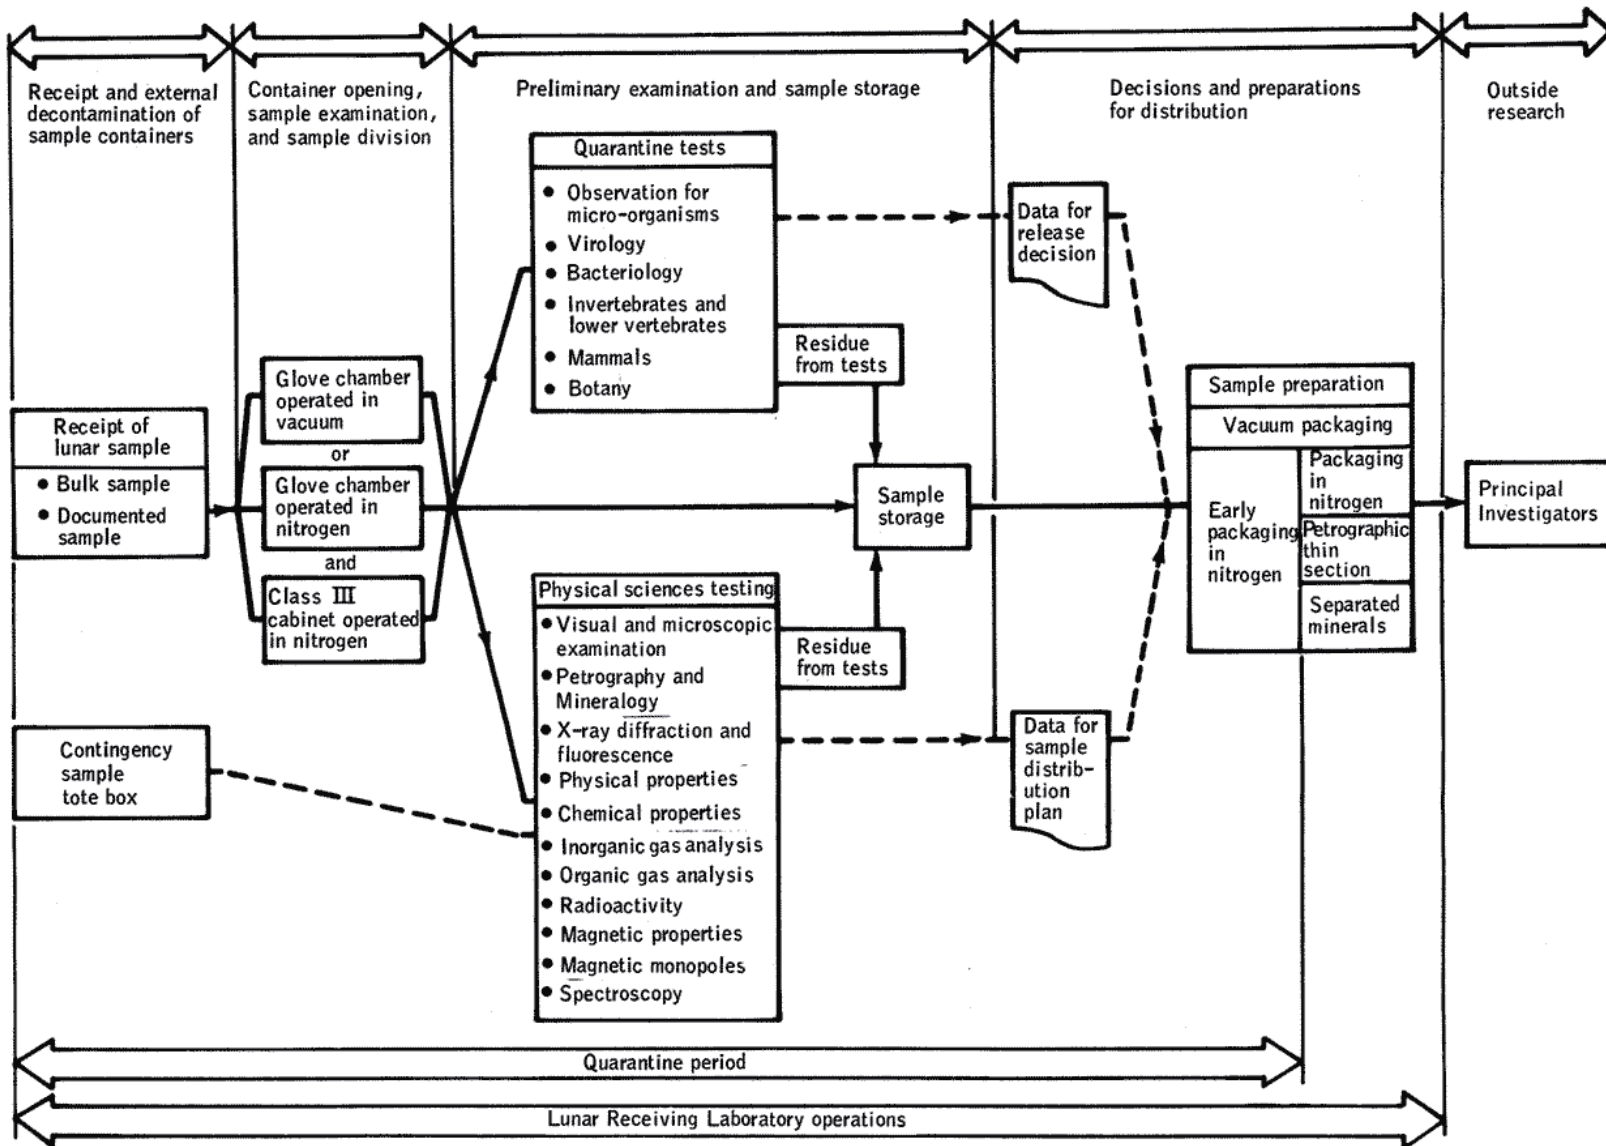 Receipt and external
decontamination of
sample containers
Container opening,
sample examination,
and sample division
Preliminary examination and sample storage
Decisions and preparations
for distribution
Outside
research
Quarantine tests
• Observation for
micro-organisms
• Virology
• Bacteriology
• Invertebrates and
lower vertebrates
• Mammals
• Botany
Residue
from tests
Data for
release
decision
Glove chamber
operated in
vacuum
or
Glove chamber
operated in
nitrogen
and
Class III
cabinet operated
in nitrogen
Receipt of
lunar sample
• Bulk sample
• Documented
sample
Sample
storage
Sample preparation
Vacuum packaging
Early
packaging
in
nitrogen
Packaging
in
nitrogen
Petrographic
thin
section
Separated
minerals
Principal
Investigators
Physical sciences testing
• Visual and microscopic
examination
• Petrography and
Mineralogy
• X-ray diffraction and
fluorescence
• Physical properties
• Chemical properties
• Inorganic gas analysis
• Organic gas analysis
• Radioactivity
• Magnetic properties
• Magnetic monopoles
• Spectroscopy
Residue
from tests
Data for
sample
distrib-
ution
plan
Contingency
sample
tote box
Quarantine period
Lunar Receiving Laboratory operations